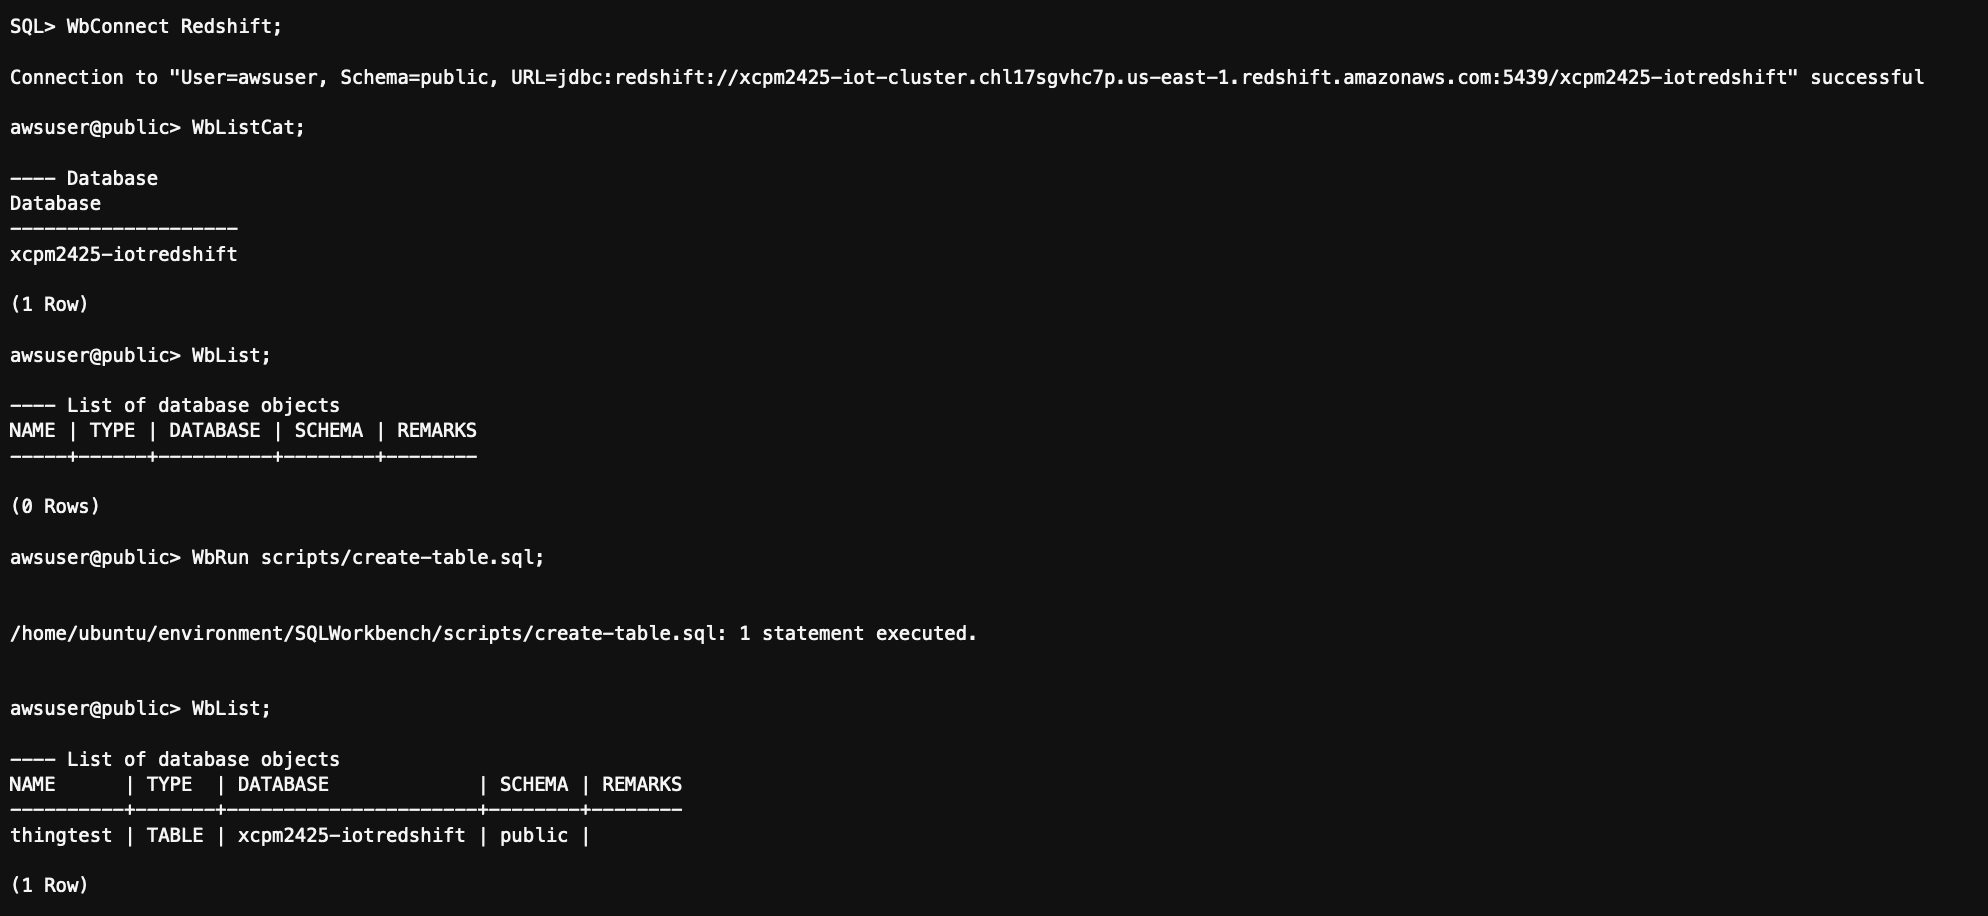 SQL> WbConnect Redshift;
Connection to "User=awsuser, Schema=public, URL=jdbc:redshift://xcpm2425-iot-cluster.chl17sgvhc7p.us-east-1.redshift.amazonaws.com:5439/xcpm2425-iotredshift" successful
awsuser@public> WbListCat;
---- Database
Database
--------------------
xcpm2425-iotredshift
(1 Row)
awsuser@public> WbList;
---- List of database objects
NAME | TYPE | DATABASE | SCHEMA | REMARKS
-----+------+----------+--------+--------
(0 Rows)
awsuser@public> WbRun scripts/create-table.sql;
/home/ubuntu/environment/SQLWorkbench/scripts/create-table.sql: 1 statement executed.
awsuser@public> WbList;
---- List of database objects
NAME      | TYPE  | DATABASE             | SCHEMA | REMARKS
----------+-------+----------------------+--------+--------
thingtest | TABLE | xcpm2425-iotredshift | public |
(1 Row)